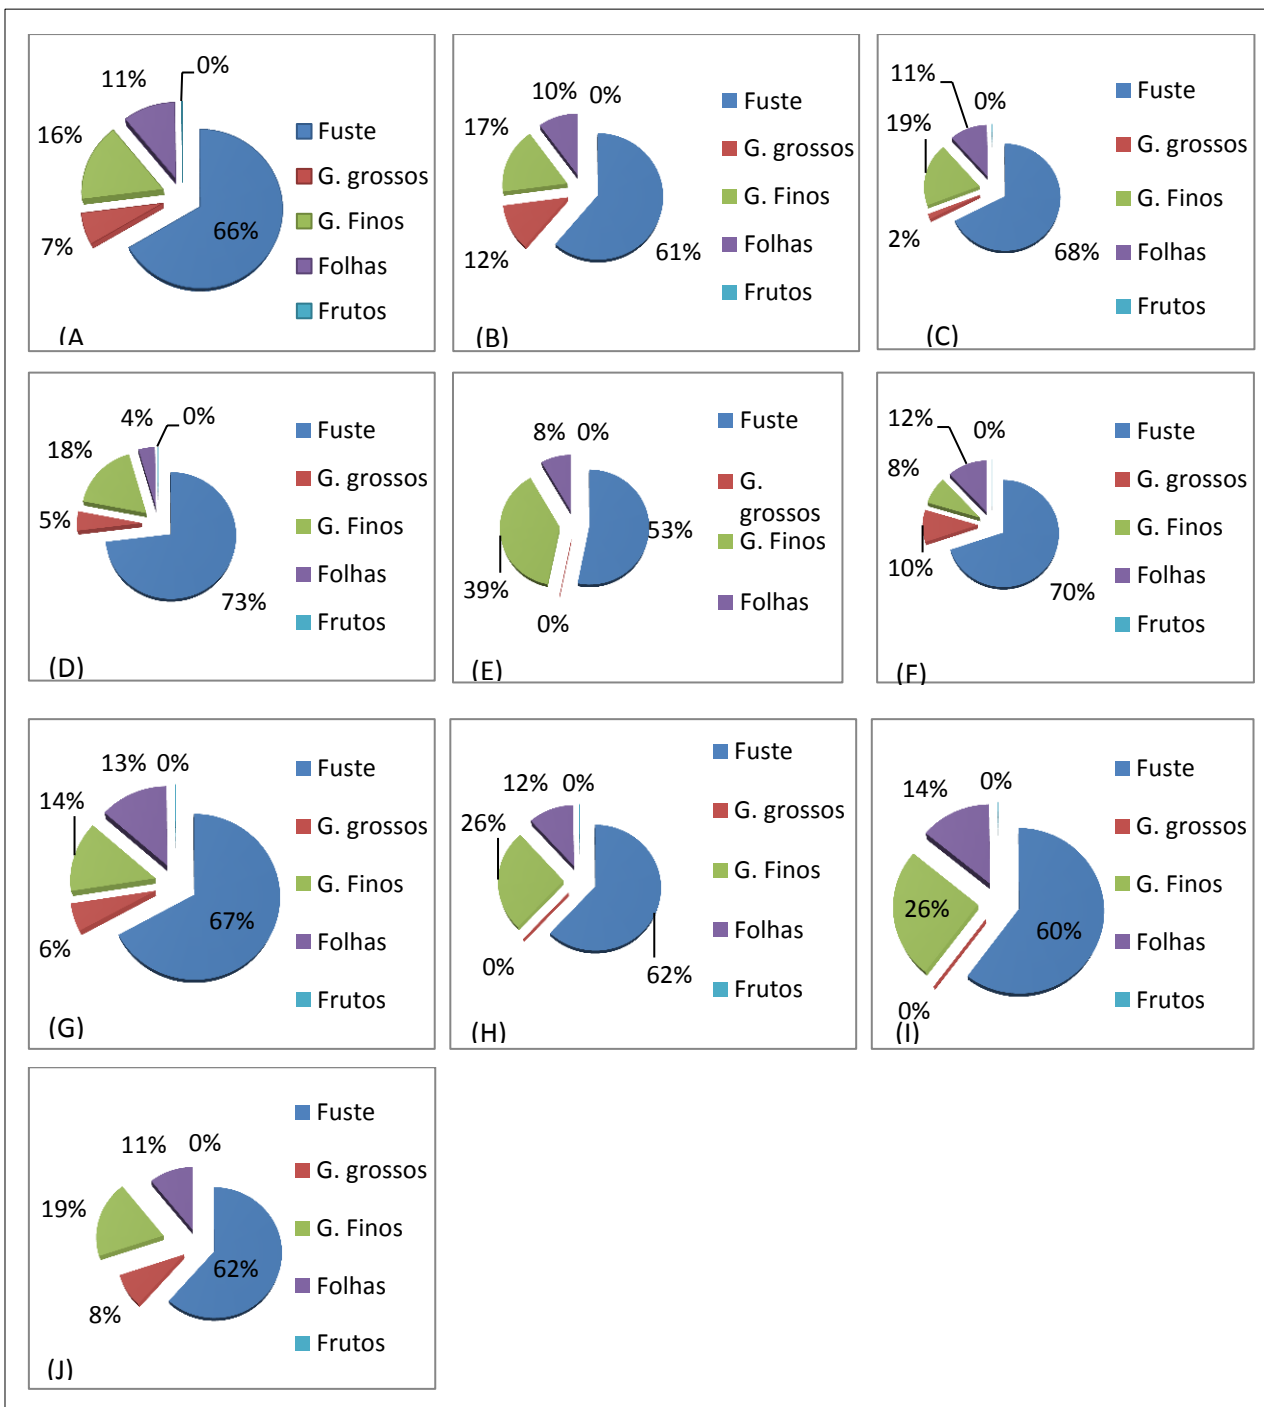 11%
0%
16%
7%
66%
Fuste
G. grossos
G. Finos
Folhas
Frutos
(A
10%
0%
17%
12%
61%
Fuste
G. grossos
G. Finos
Folhas
Frutos
(B)
11%
0%
19%
2%
68%
Fuste
G. grossos
G. Finos
Folhas
Frutos
(C)
4%
0%
18%
5%
73%
Fuste
G. grossos
G. Finos
Folhas
Frutos
(D)
8%
0%
53%
39%
0%
Fuste
G.
grossos
G. Finos
Folhas
(E)
12%
0%
8%
10%
70%
Fuste
G. grossos
G. Finos
Folhas
Frutos
(F)
13%
0%
14%
6%
67%
Fuste
G. grossos
G. Finos
Folhas
Frutos
(G)
12%
0%
26%
0%
62%
Fuste
G. grossos
G. Finos
Folhas
Frutos
(H)
14%
0%
26%
60%
0%
Fuste
G. grossos
G. Finos
Folhas
Frutos
(I)
11%
0%
19%
8%
62%
Fuste
G. grossos
G. Finos
Folhas
Frutos
(J)